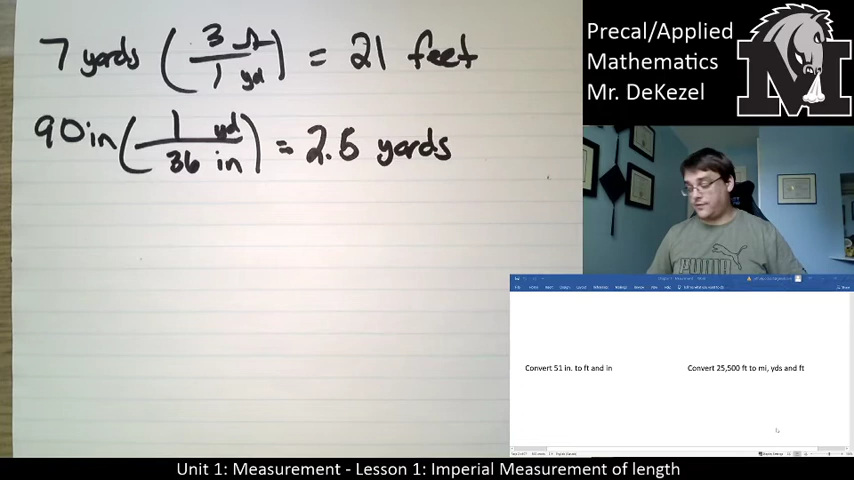 7 yards ( 3 ft / 1 yd ) = 21 feet
90 in ( 1 yd / 36 in ) = 2.5 yards
Precal/Applied
Mathematics
Mr. DeKezel
M
PUMA
Convert 51 in. to ft and in
Convert 25,500 ft to mi, yds and ft
Unit 1: Measurement - Lesson 1: Imperial Measurement of length